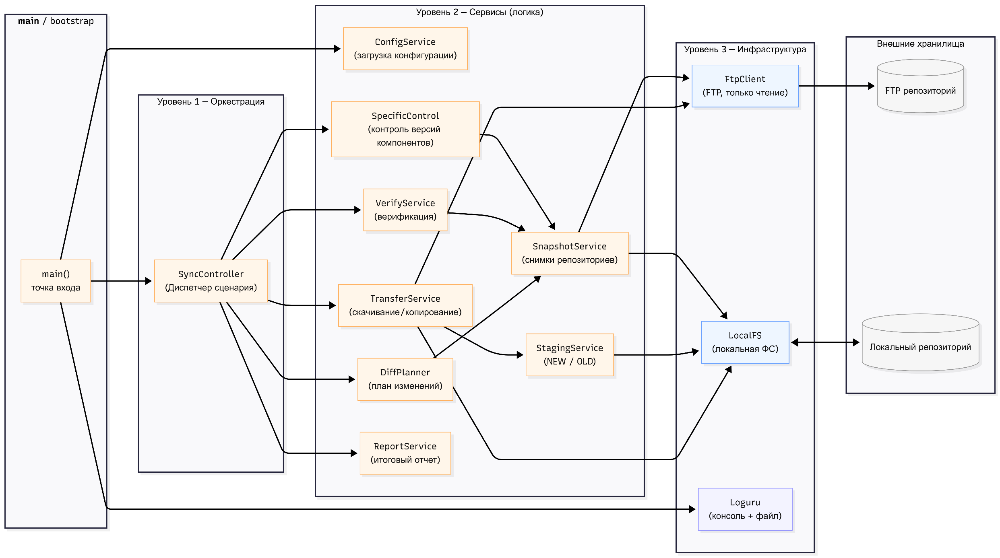 main / bootstrap
main()
точка входа
Уровень 1 – Оркестрация
SyncController
(Диспетчер сценария)
Уровень 2 – Сервисы (логика)
ConfigService
(загрузка конфигурации)
SpecificControl
(контроль версий
компонентов)
VerifyService
(верификация)
TransferService
(скачивание/копирование)
DiffPlanner
(план изменений)
ReportService
(итоговый отчет)
SnapshotService
(снимки репозиториев)
StagingService
(NEW / OLD)
Уровень 3 – Инфраструктура
FtpClient
(FTP, только чтение)
LocalFS
(локальная ФС)
Loguru
(консоль + файл)
Внешние хранилища
FTP репозиторий
Локальный репозиторий